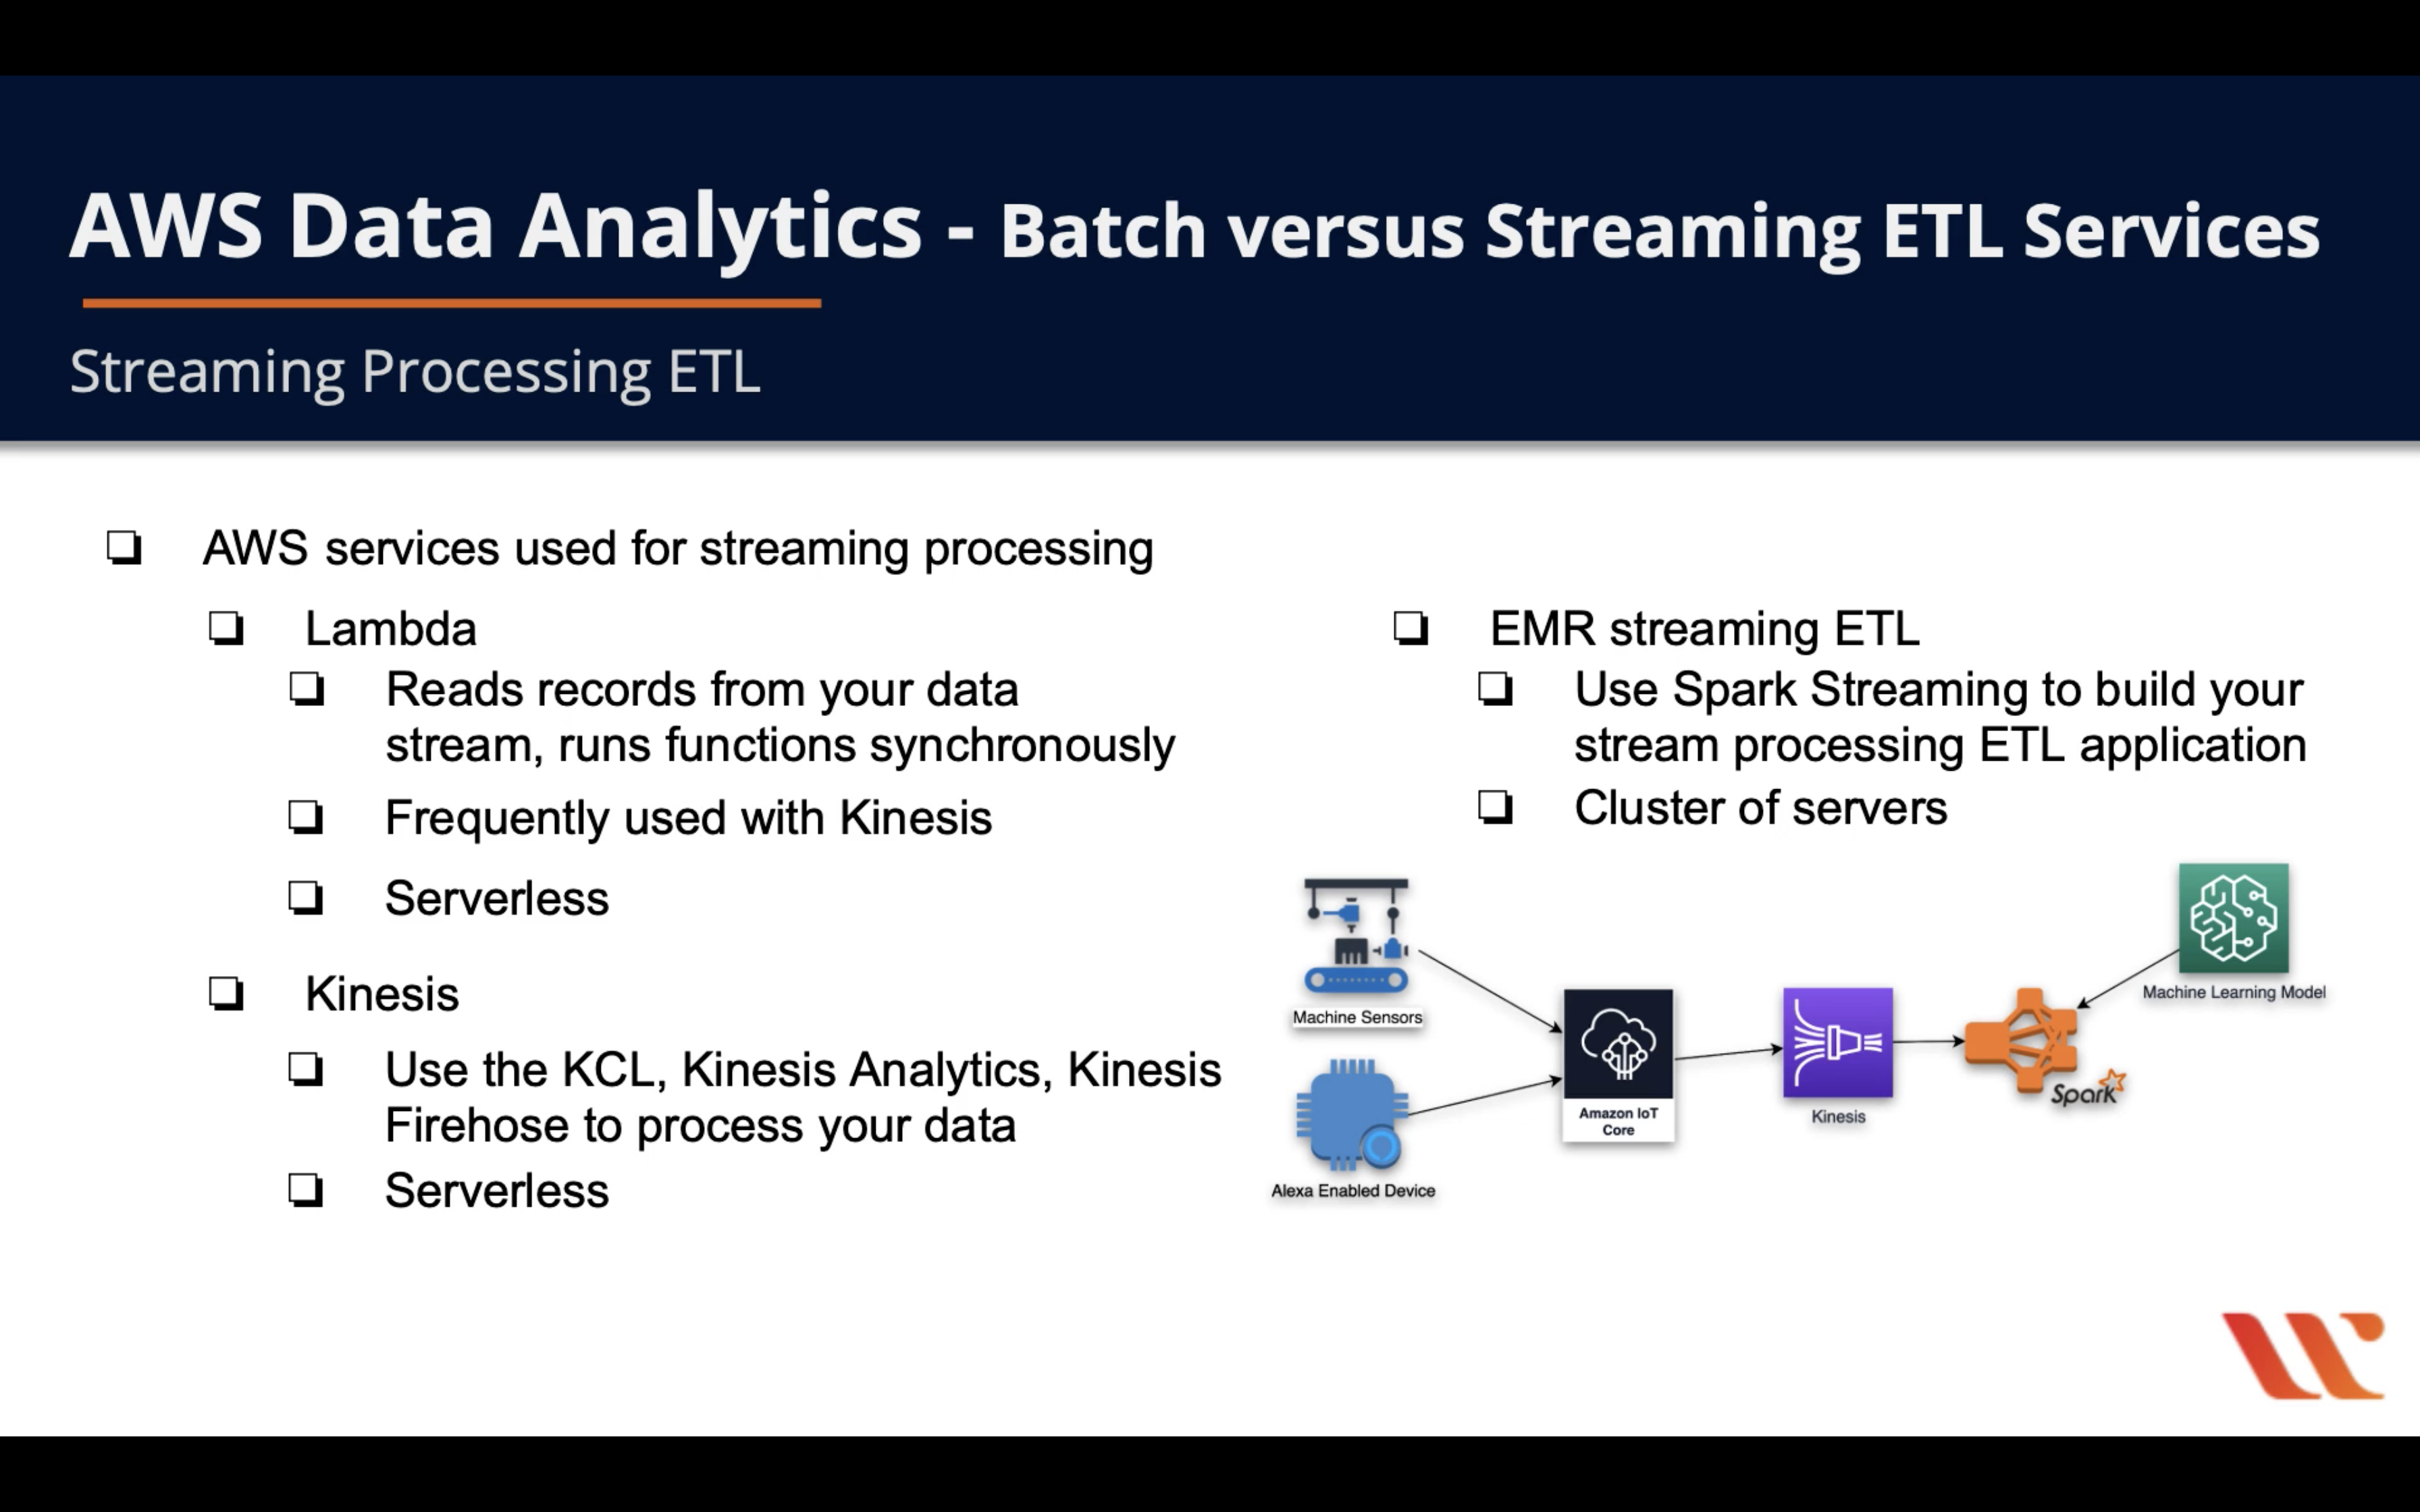 AWS Data Analytics - Batch versus Streaming ETL Services
Streaming Processing ETL
AWS services used for streaming processing
Lambda
Reads records from your data
stream, runs functions synchronously
Frequently used with Kinesis
Serverless
Kinesis
Use the KCL, Kinesis Analytics, Kinesis
Firehose to process your data
Serverless
EMR streaming ETL
Use Spark Streaming to build your
stream processing ETL application
Cluster of servers
Machine Sensors
Alexa Enabled Device
Amazon IoT
Core
Kinesis
Spark
Machine Learning Model